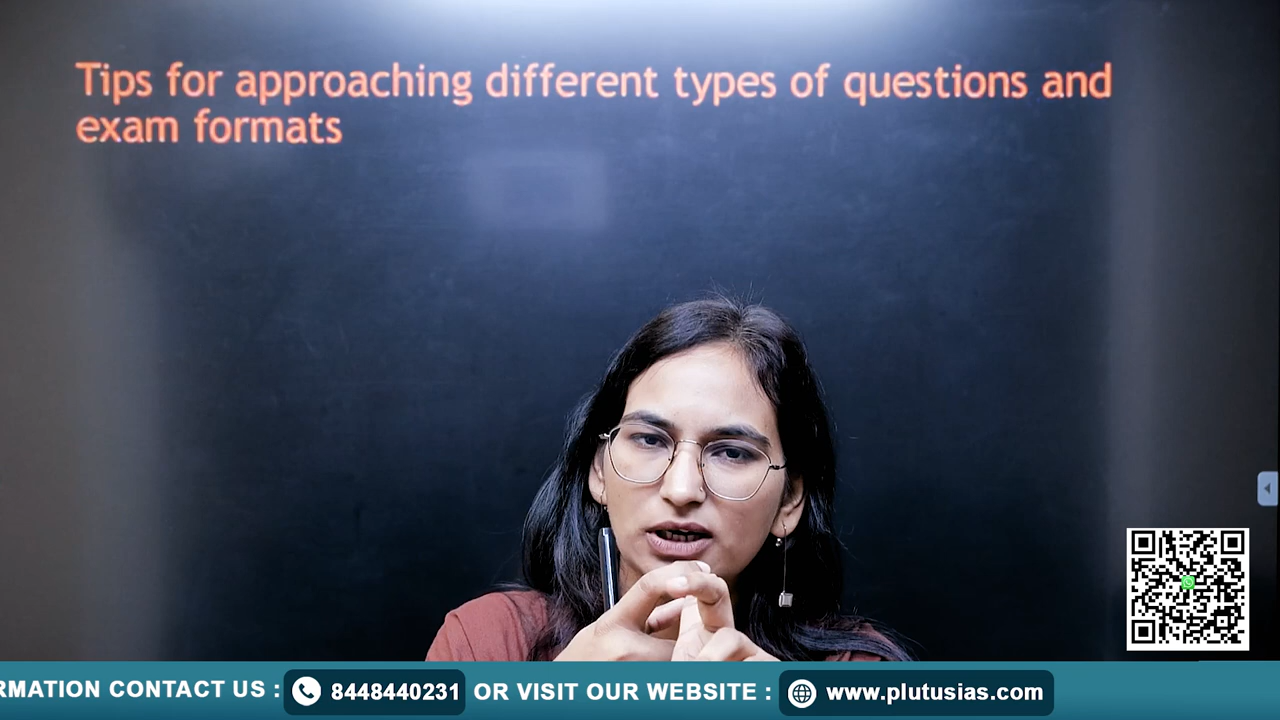 Tips for approaching different types of questions and
exam formats
RMATION CONTACT US : 8448440231 OR VISIT OUR WEBSITE : www.plutusias.com